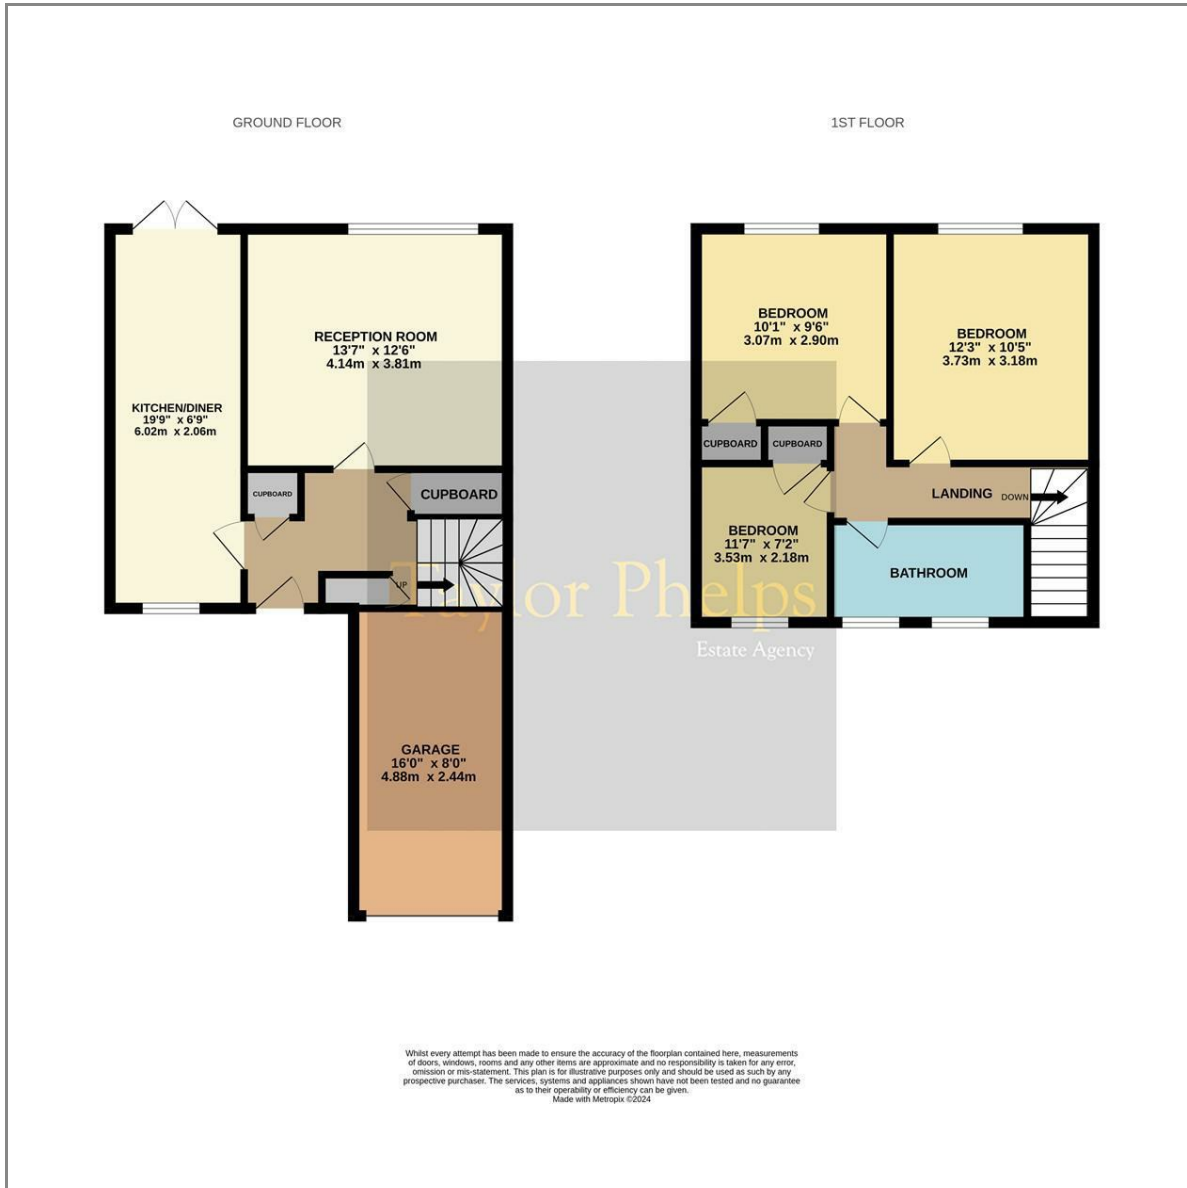 GROUND FLOOR
1ST FLOOR
RECEPTION ROOM
13'7" x 12'6"
4.14m x 3.81m
KITCHEN/DINER
19'9" x 6'9"
6.02m x 2.06m
CUPBOARD
CUPBOARD
UP
GARAGE
16'0" x 8'0"
4.88m x 2.44m
BEDROOM
10'1" x 9'6"
3.07m x 2.90m
BEDROOM
12'3" x 10'5"
3.73m x 3.18m
CUPBOARD
CUPBOARD
LANDING
DOWN
BEDROOM
11'7" x 7'2"
3.53m x 2.18m
BATHROOM
Taylor Phelps
Estate Agency
Whilst every attempt has been made to ensure the accuracy of the floorplan contained here, measurements
of doors, windows, rooms and any other items are approximate and no responsibility is taken for any error,
omission or mis-statement. This plan is for illustrative purposes only and should be used as such by any
prospective purchaser. The services, systems and appliances shown have not been tested and no guarantee
as to their operability or efficiency can be given.
Made with Metropix ©2024